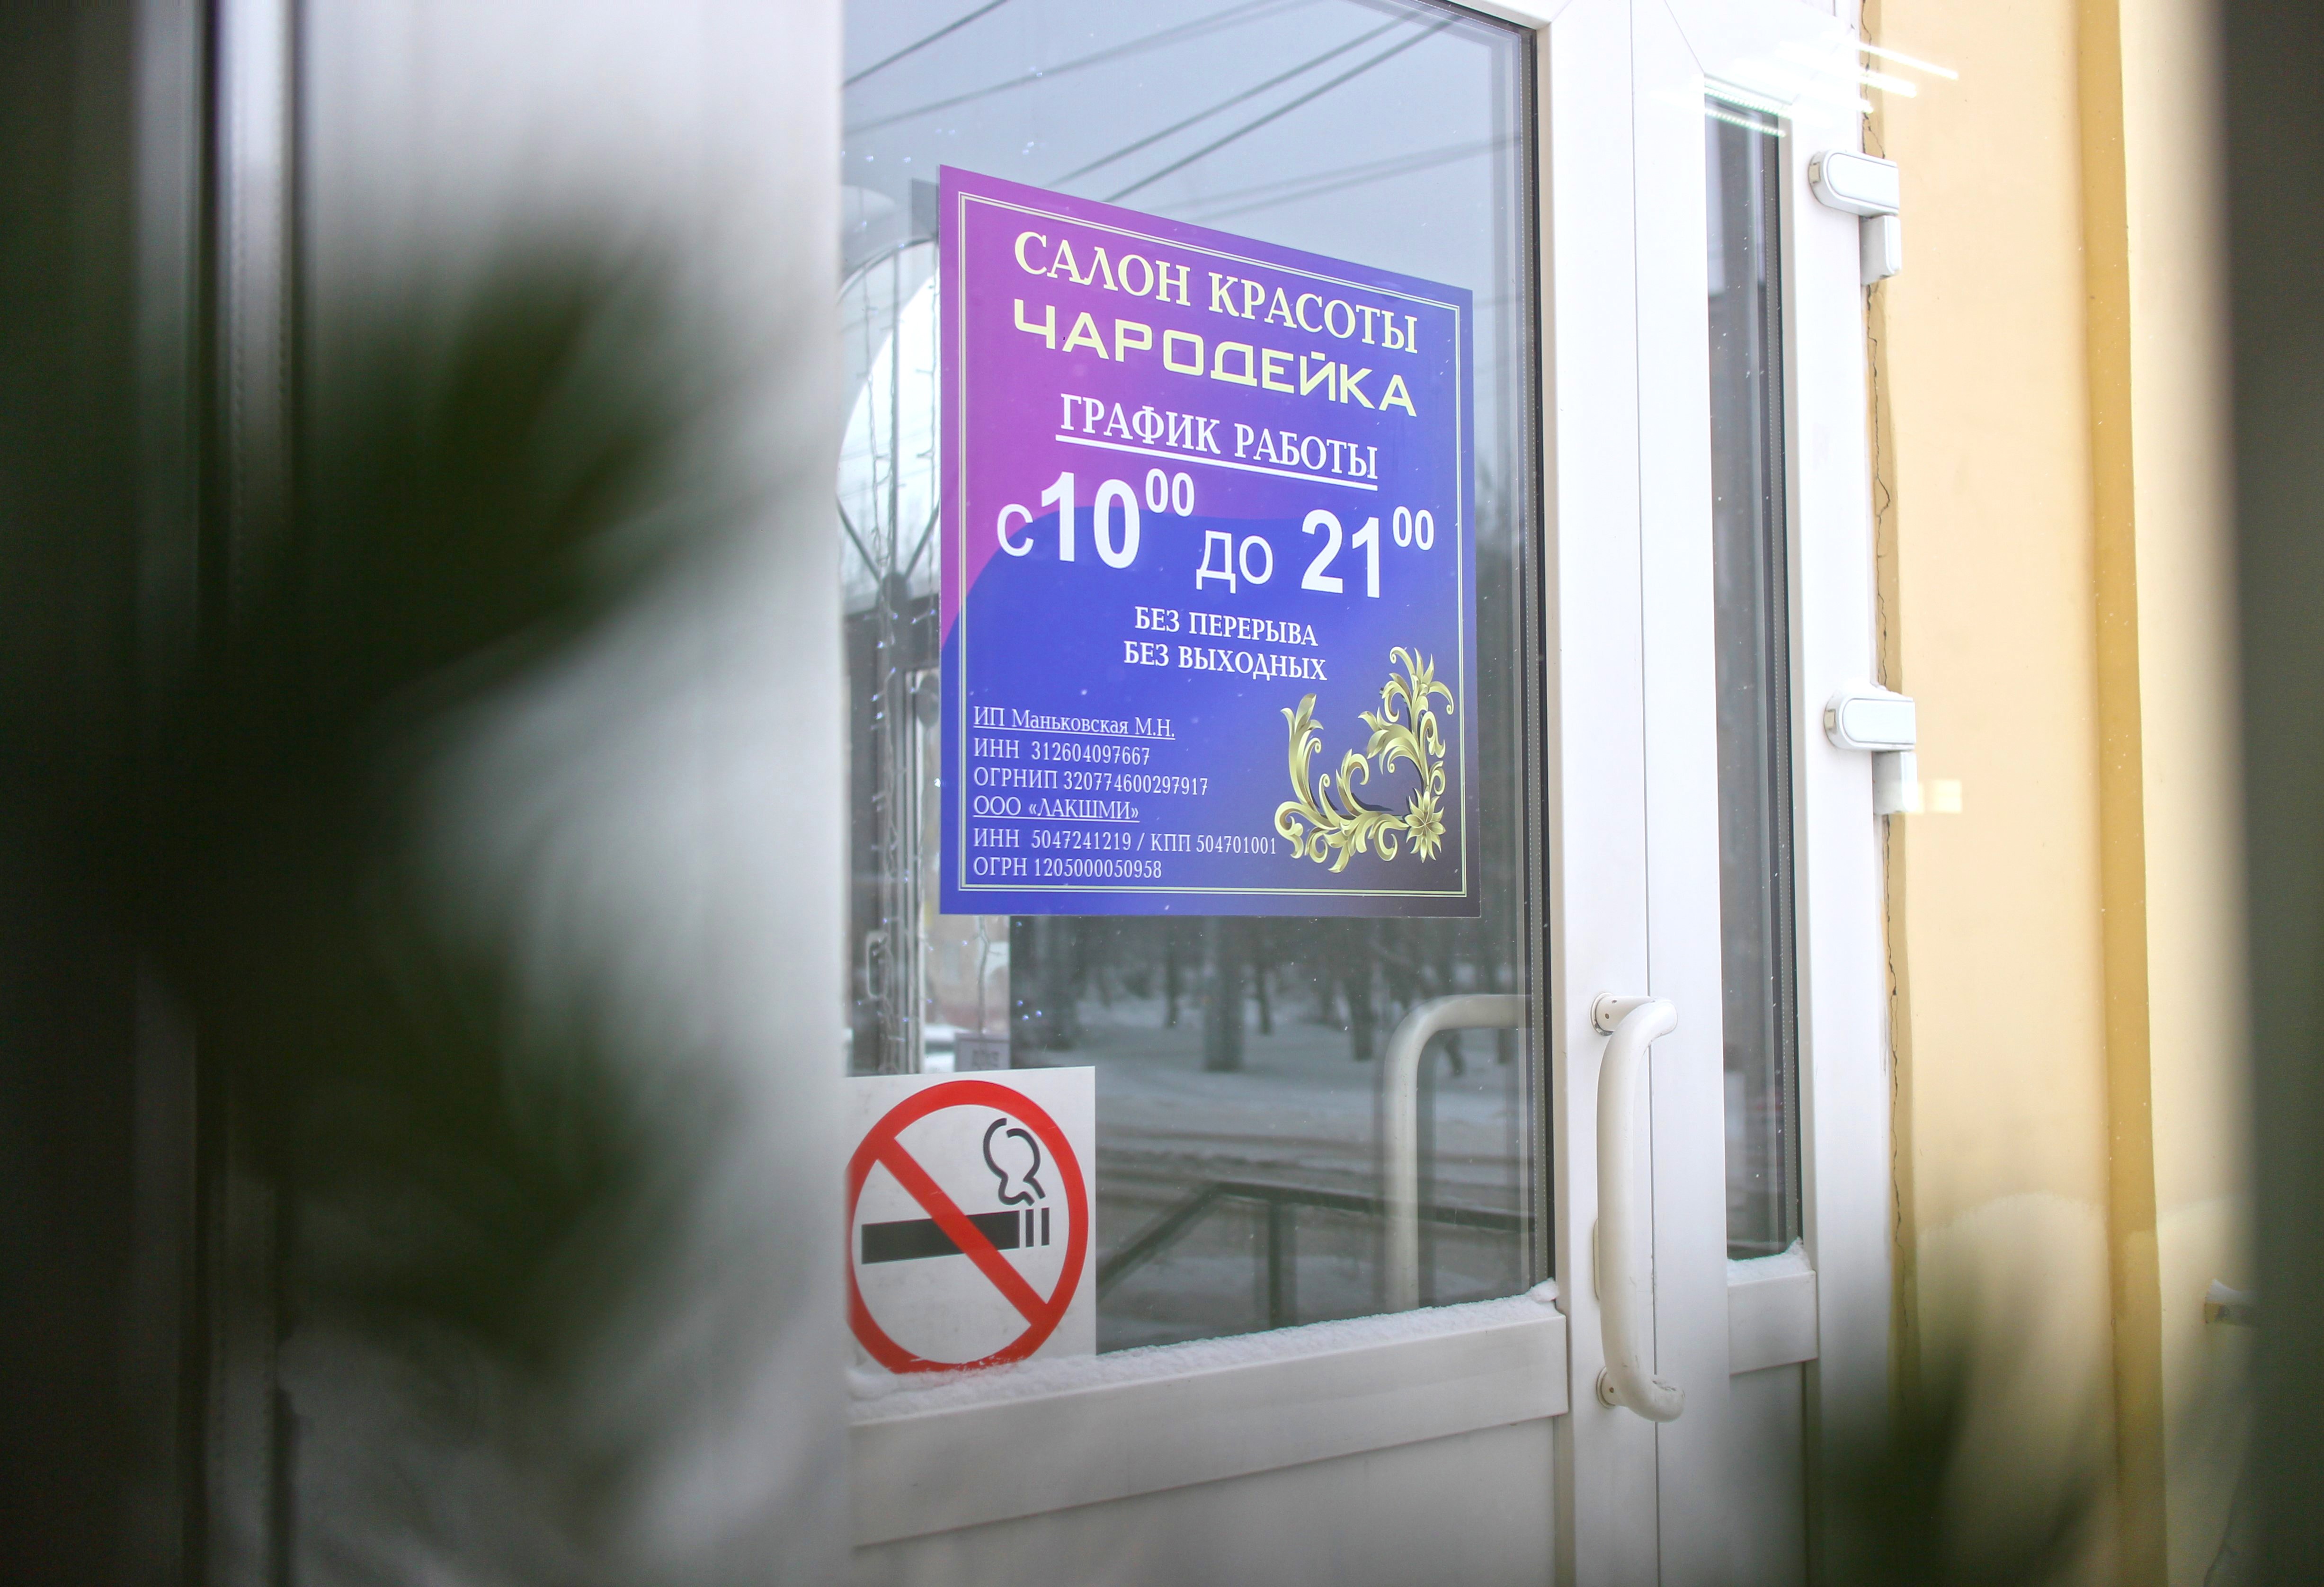 САЛОН КРАСОТЫ
ЧАРОДЕЙКА
ГРАФИК РАБОТЫ
С 10 00 ДО 21 00
БЕЗ ПЕРЕРЫВА
БЕЗ ВЫХОДНЫХ
ИП Маньковская М.Н.
ИНН 312604097667
ОГРНИП 320774600297917
ООО «ЛАКШМИ»
ИНН 5047241219 / КПП 504701001
ОГРН 1205000050958